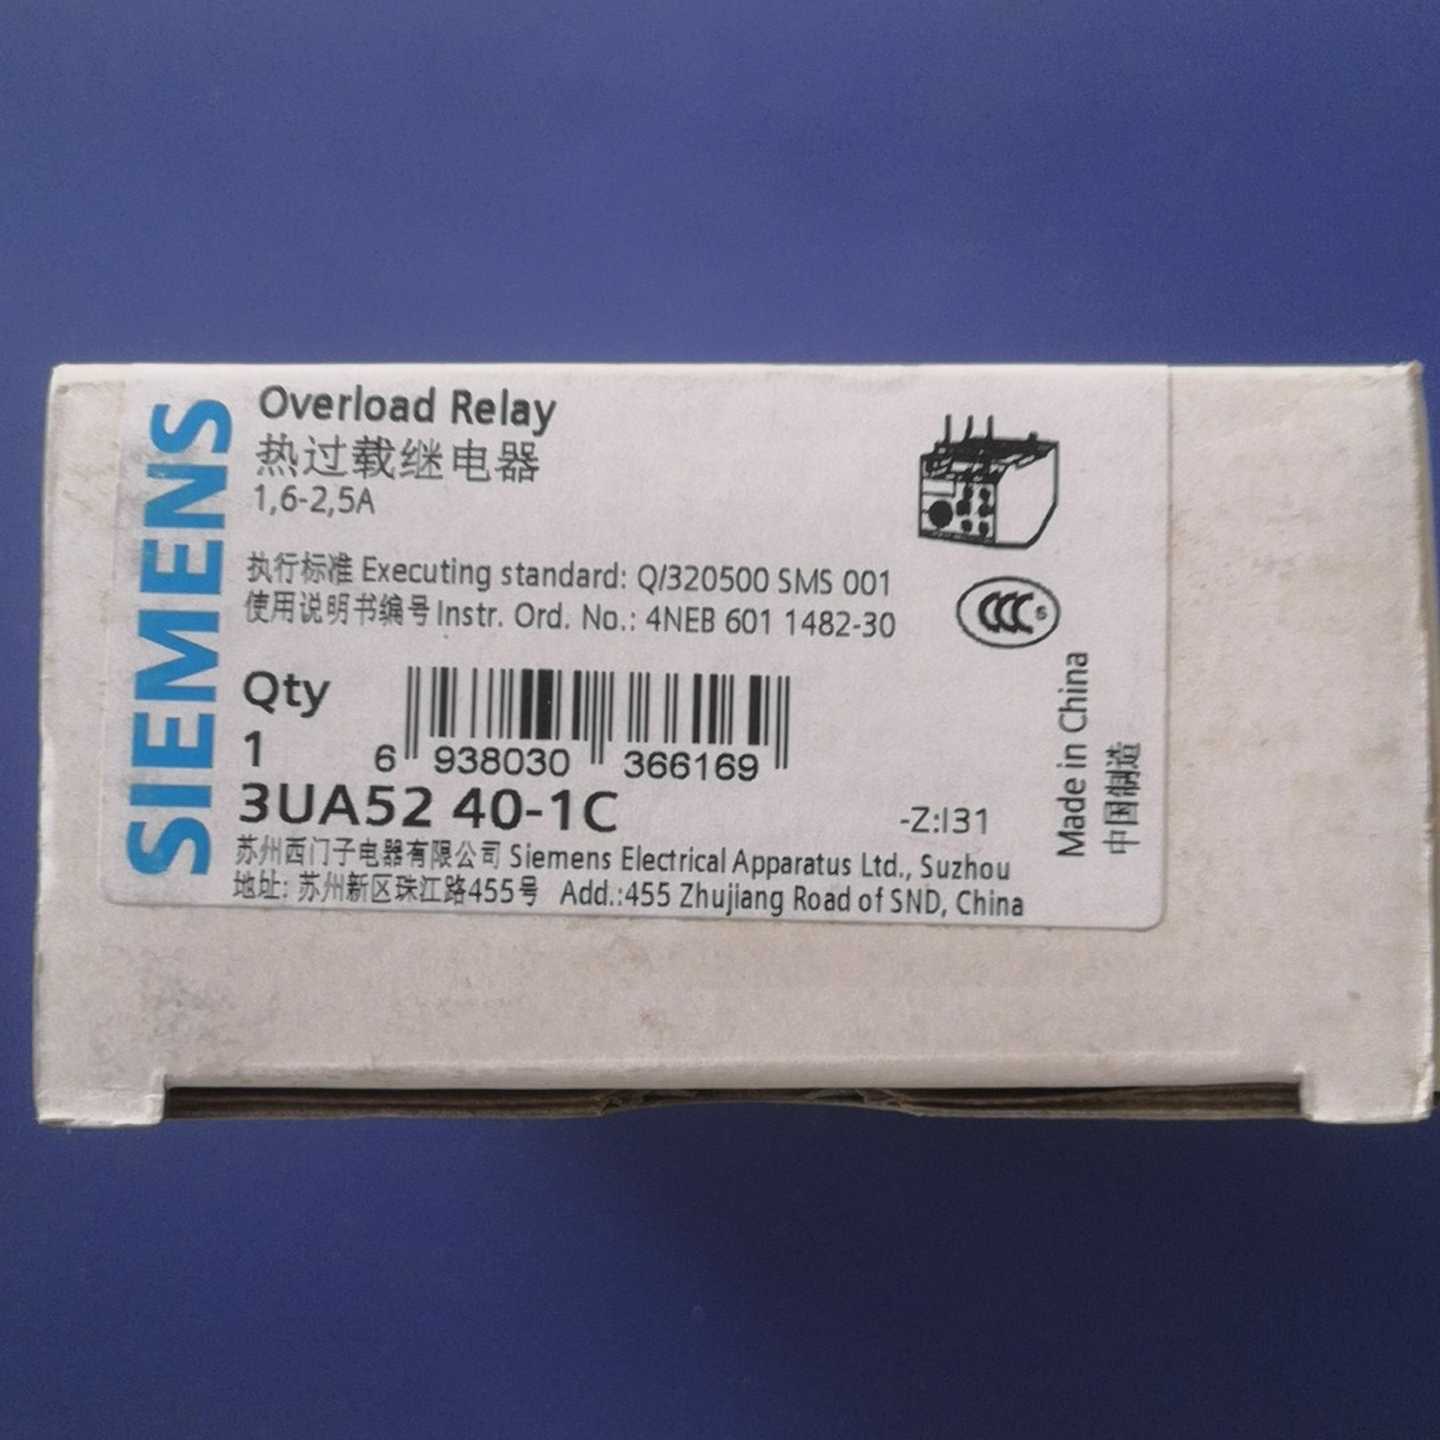 SIEMENS
Overload Relay
热过载继电器
1,6-2,5A
执行标准 Executing standard: Q/320500 SMS 001
使用说明书编号 Instr. Ord. No.: 4NEB 601 1482-30
CCC S
Qty
1
6 938030 366169
3UA52 40-1C
-Z:I31
苏州西门子电器有限公司 Siemens Electrical Apparatus Ltd., Suzhou
地址: 苏州新区珠江路455号 Add.:455 Zhujiang Road of SND, China
Made in China
中国制造